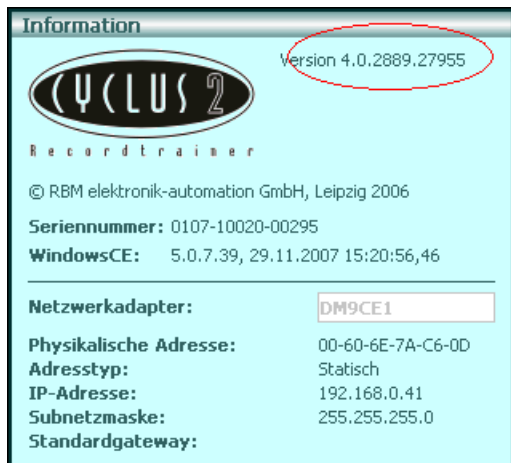 Information
Version 4.0.2889.27955
CYCLUS 2
Recordtrainer
© RBM elektronik-automation GmbH, Leipzig 2006
Seriennummer: 0107-10020-00295
WindowsCE: 5.0.7.39, 29.11.2007 15:20:56,46
Netzwerkadapter: DM9CE1
Physikalische Adresse: 00-60-6E-7A-C6-0D
Adresstyp: Statisch
IP-Adresse: 192.168.0.41
Subnetzmaske: 255.255.255.0
Standardgateway: